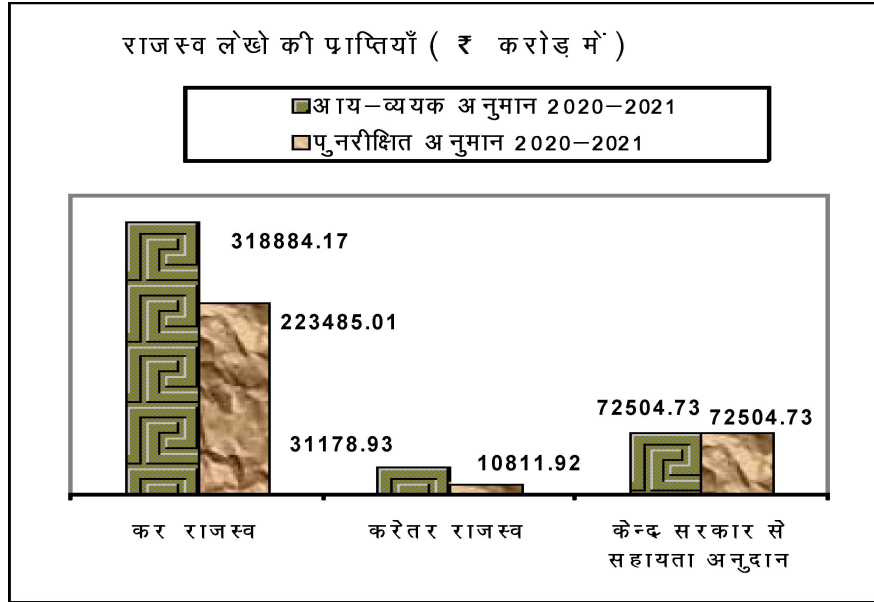 राजस्व लेखे की प्राप्तियाँ ( ₹ करोड़ में )
आय–व्ययक अनुमान 2020–2021
पुनरीक्षित अनुमान 2020–2021
318884.17
223485.01
31178.93
10811.92
72504.73
72504.73
कर राजस्व
करेतर राजस्व
केन्द्र सरकार से
सहायता अनुदान